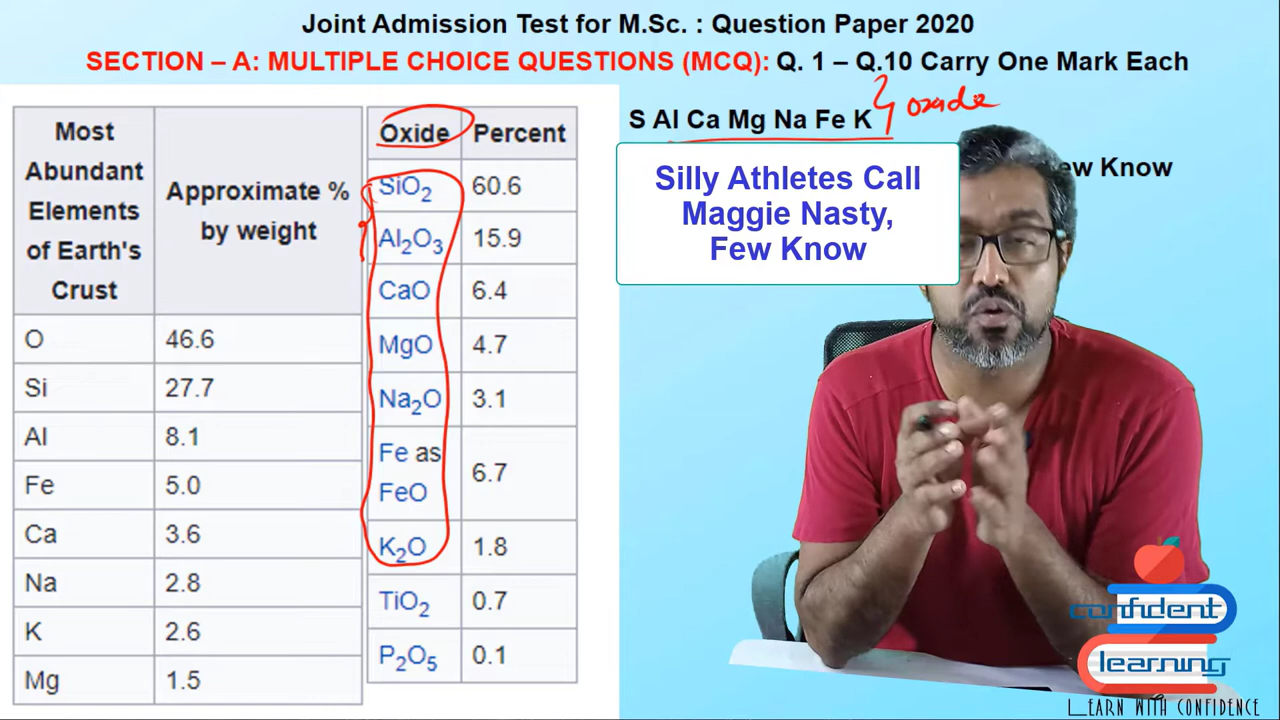 Joint Admission Test for M.Sc. : Question Paper 2020
SECTION – A: MULTIPLE CHOICE QUESTIONS (MCQ): Q. 1 – Q.10 Carry One Mark Each
Most Abundant Elements of Earth's Crust
Approximate % by weight
O 46.6
Si 27.7
Al 8.1
Fe 5.0
Ca 3.6
Na 2.8
K 2.6
Mg 1.5
Oxide Percent
SiO2 60.6
Al2O3 15.9
CaO 6.4
MgO 4.7
Na2O 3.1
Fe as FeO 6.7
K2O 1.8
TiO2 0.7
P2O5 0.1
S Al Ca Mg Na Fe K
oxide
Silly Athletes Call
Maggie Nasty,
Few Know
ew Know
confident
learning
LEARN WITH CONFIDENCE